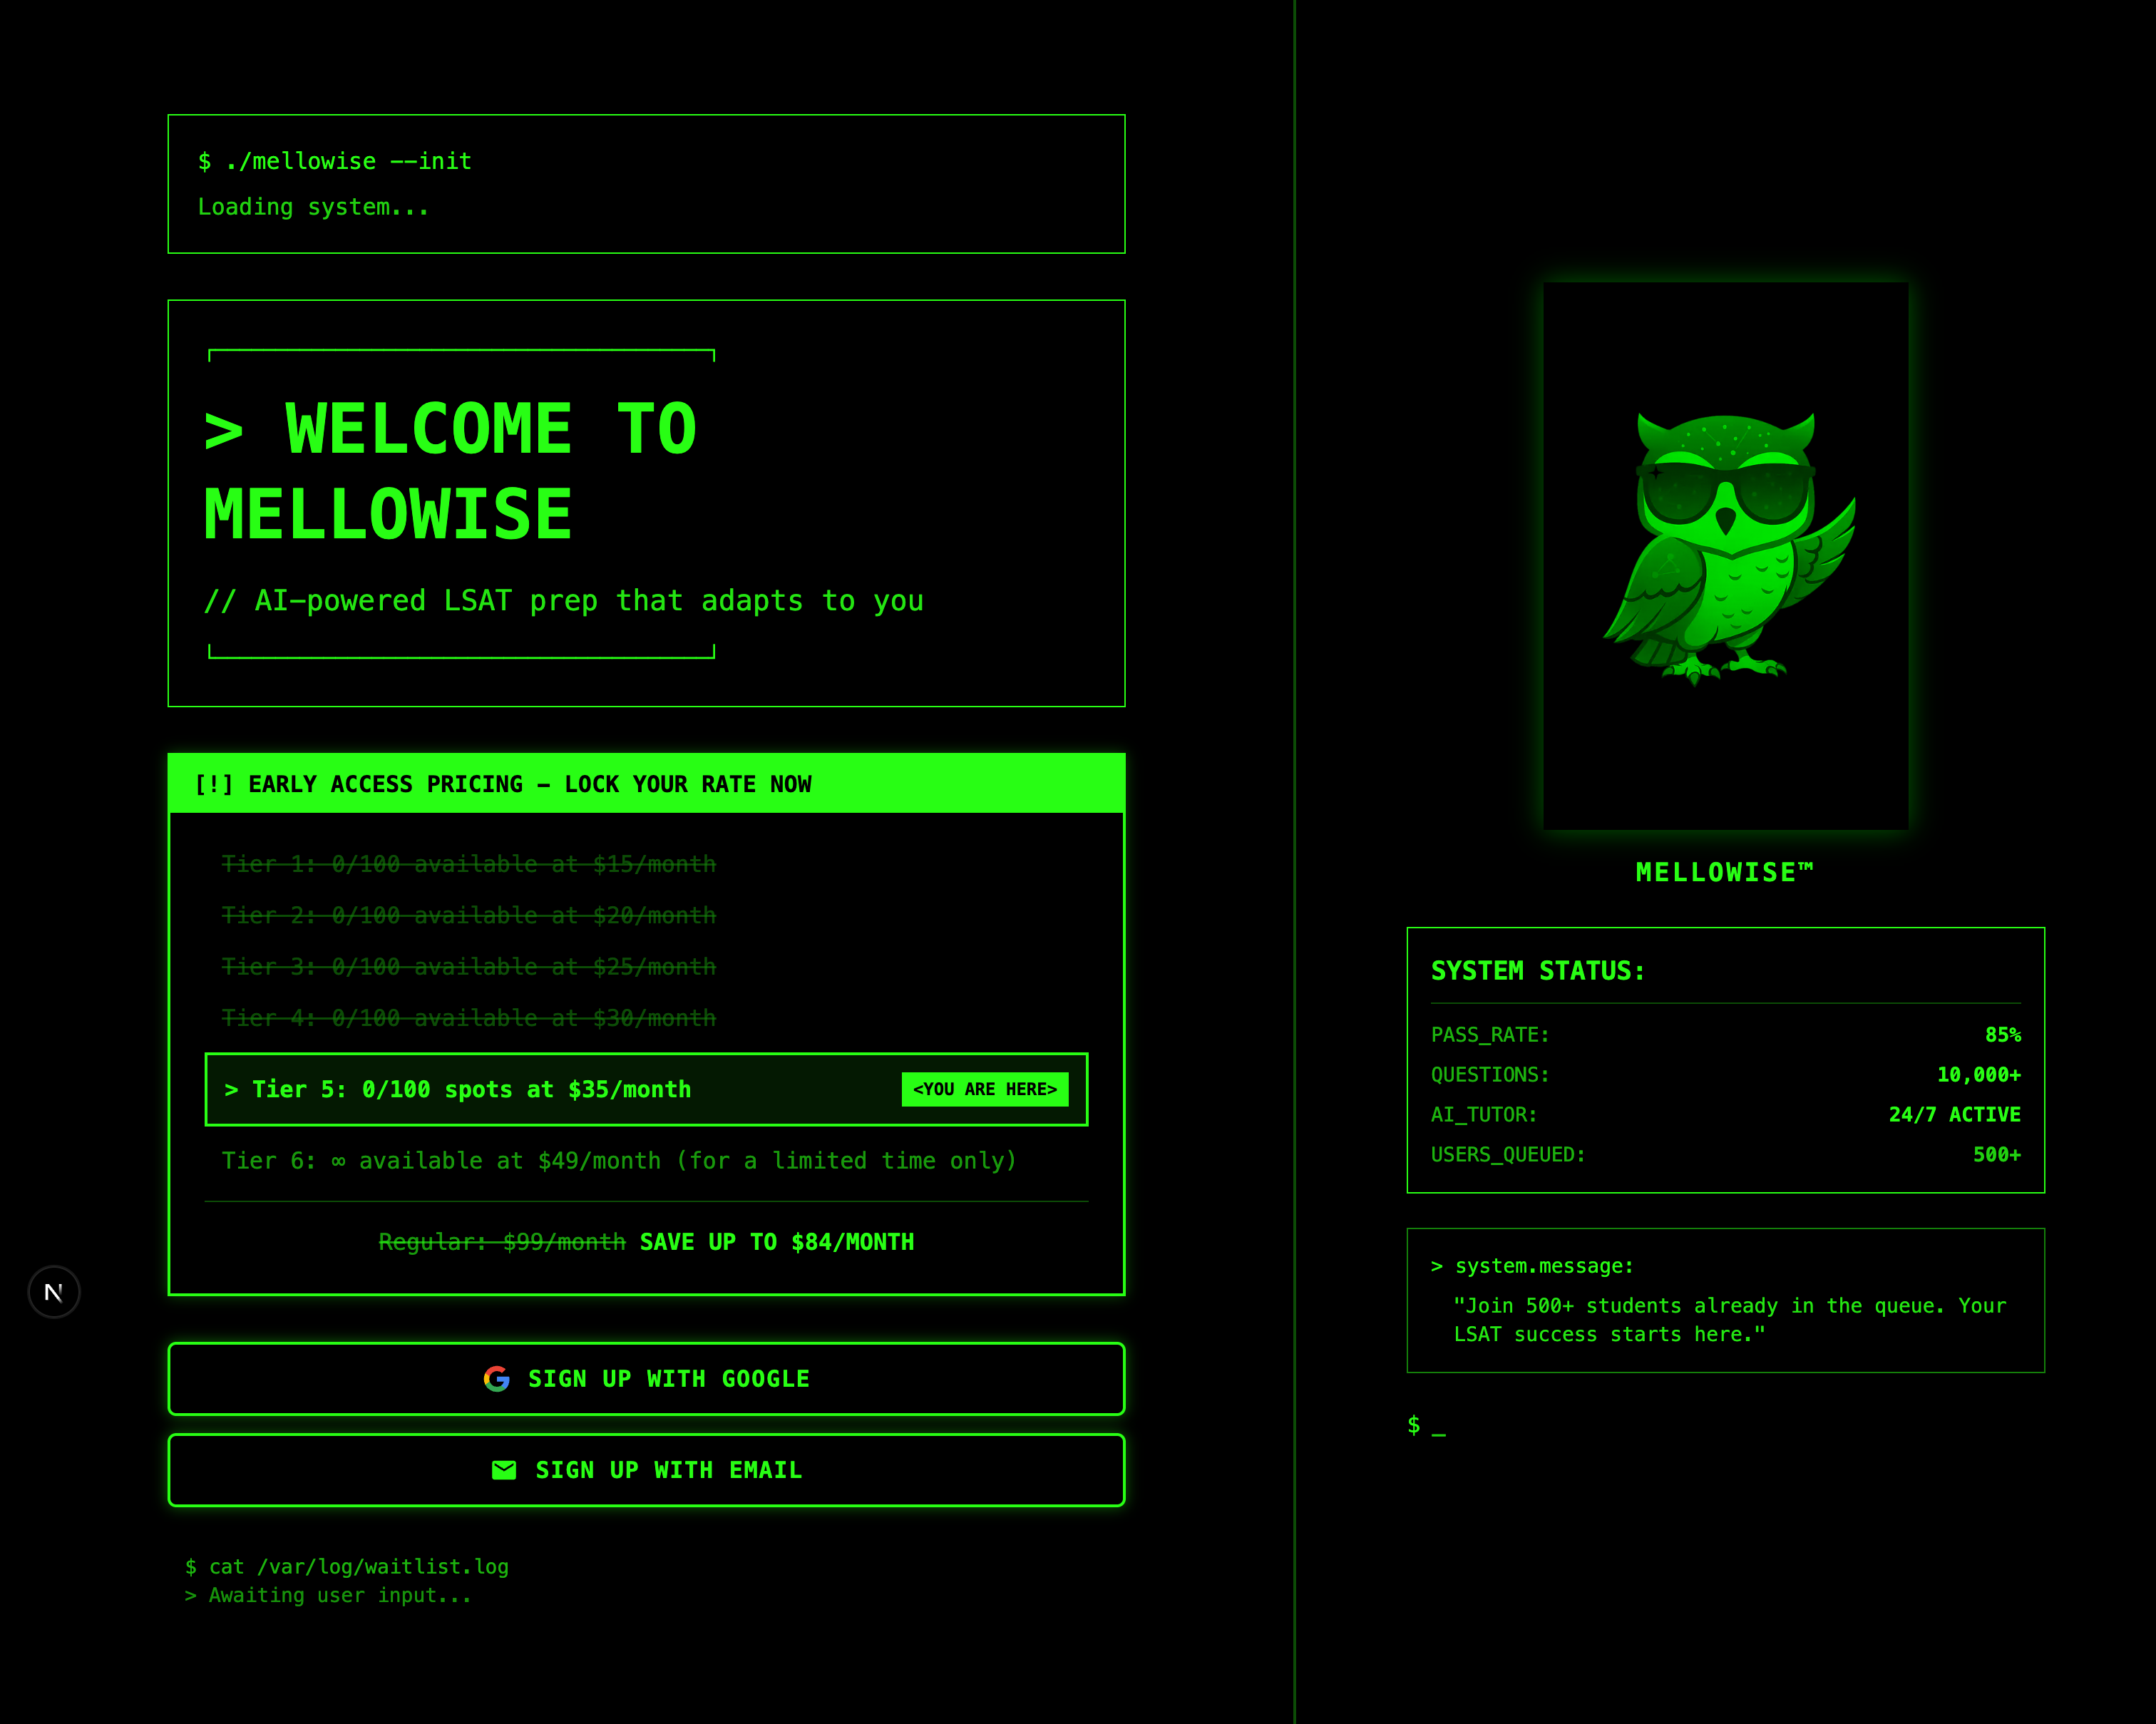 $ ./mellowise --init
Loading system...
> WELCOME TO
MELLOWISE
// AI-powered LSAT prep that adapts to you
[!] EARLY ACCESS PRICING - LOCK YOUR RATE NOW
Tier 1: 0/100 available at $15/month
Tier 2: 0/100 available at $20/month
Tier 3: 0/100 available at $25/month
Tier 4: 0/100 available at $30/month
> Tier 5: 0/100 spots at $35/month <YOU ARE HERE>
Tier 6: ∞ available at $49/month (for a limited time only)
Regular: $99/month SAVE UP TO $84/MONTH
N
SIGN UP WITH GOOGLE
SIGN UP WITH EMAIL
$ cat /var/log/waitlist.log
> Awaiting user input...
MELLOWISE™
SYSTEM STATUS:
PASS_RATE: 85%
QUESTIONS: 10,000+
AI_TUTOR: 24/7 ACTIVE
USERS_QUEUED: 500+
> system.message:
"Join 500+ students already in the queue. Your
LSAT success starts here."
$ _